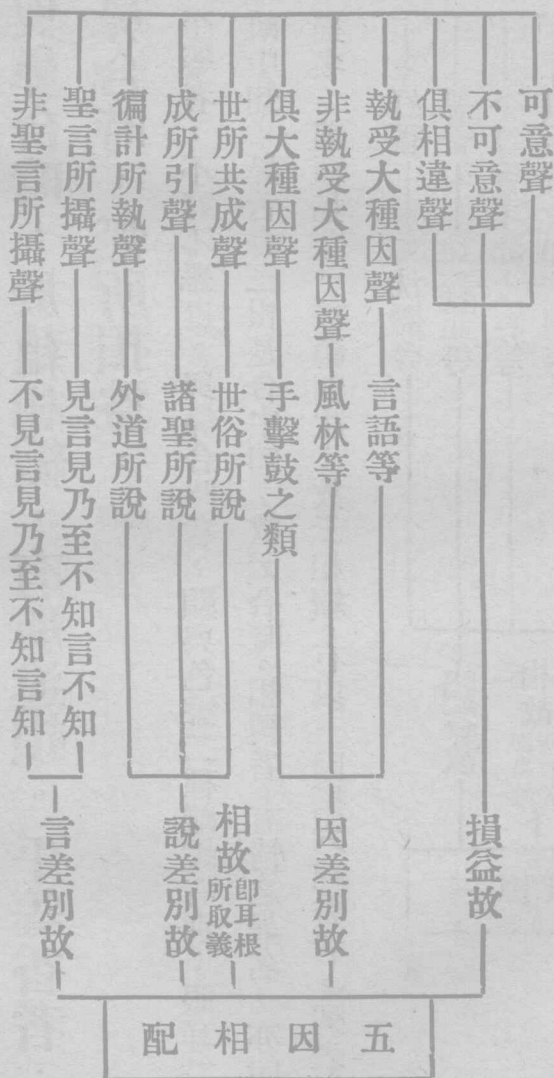 可意聲
不可意聲
俱相違聲
執受大種因聲
言語等
非執受大種因聲
風林等
俱大種因聲
手擊鼓之類
世所共成聲
世俗所說
成所引聲
諸聖所說
徧計所執聲
外道所說
聖言所攝聲
見言見乃至不知言不知
非聖言所攝聲
不見言見乃至不知言知
損益故
因差別故
相故
卽耳根
所取義
說差別故
言差別故
五因相配